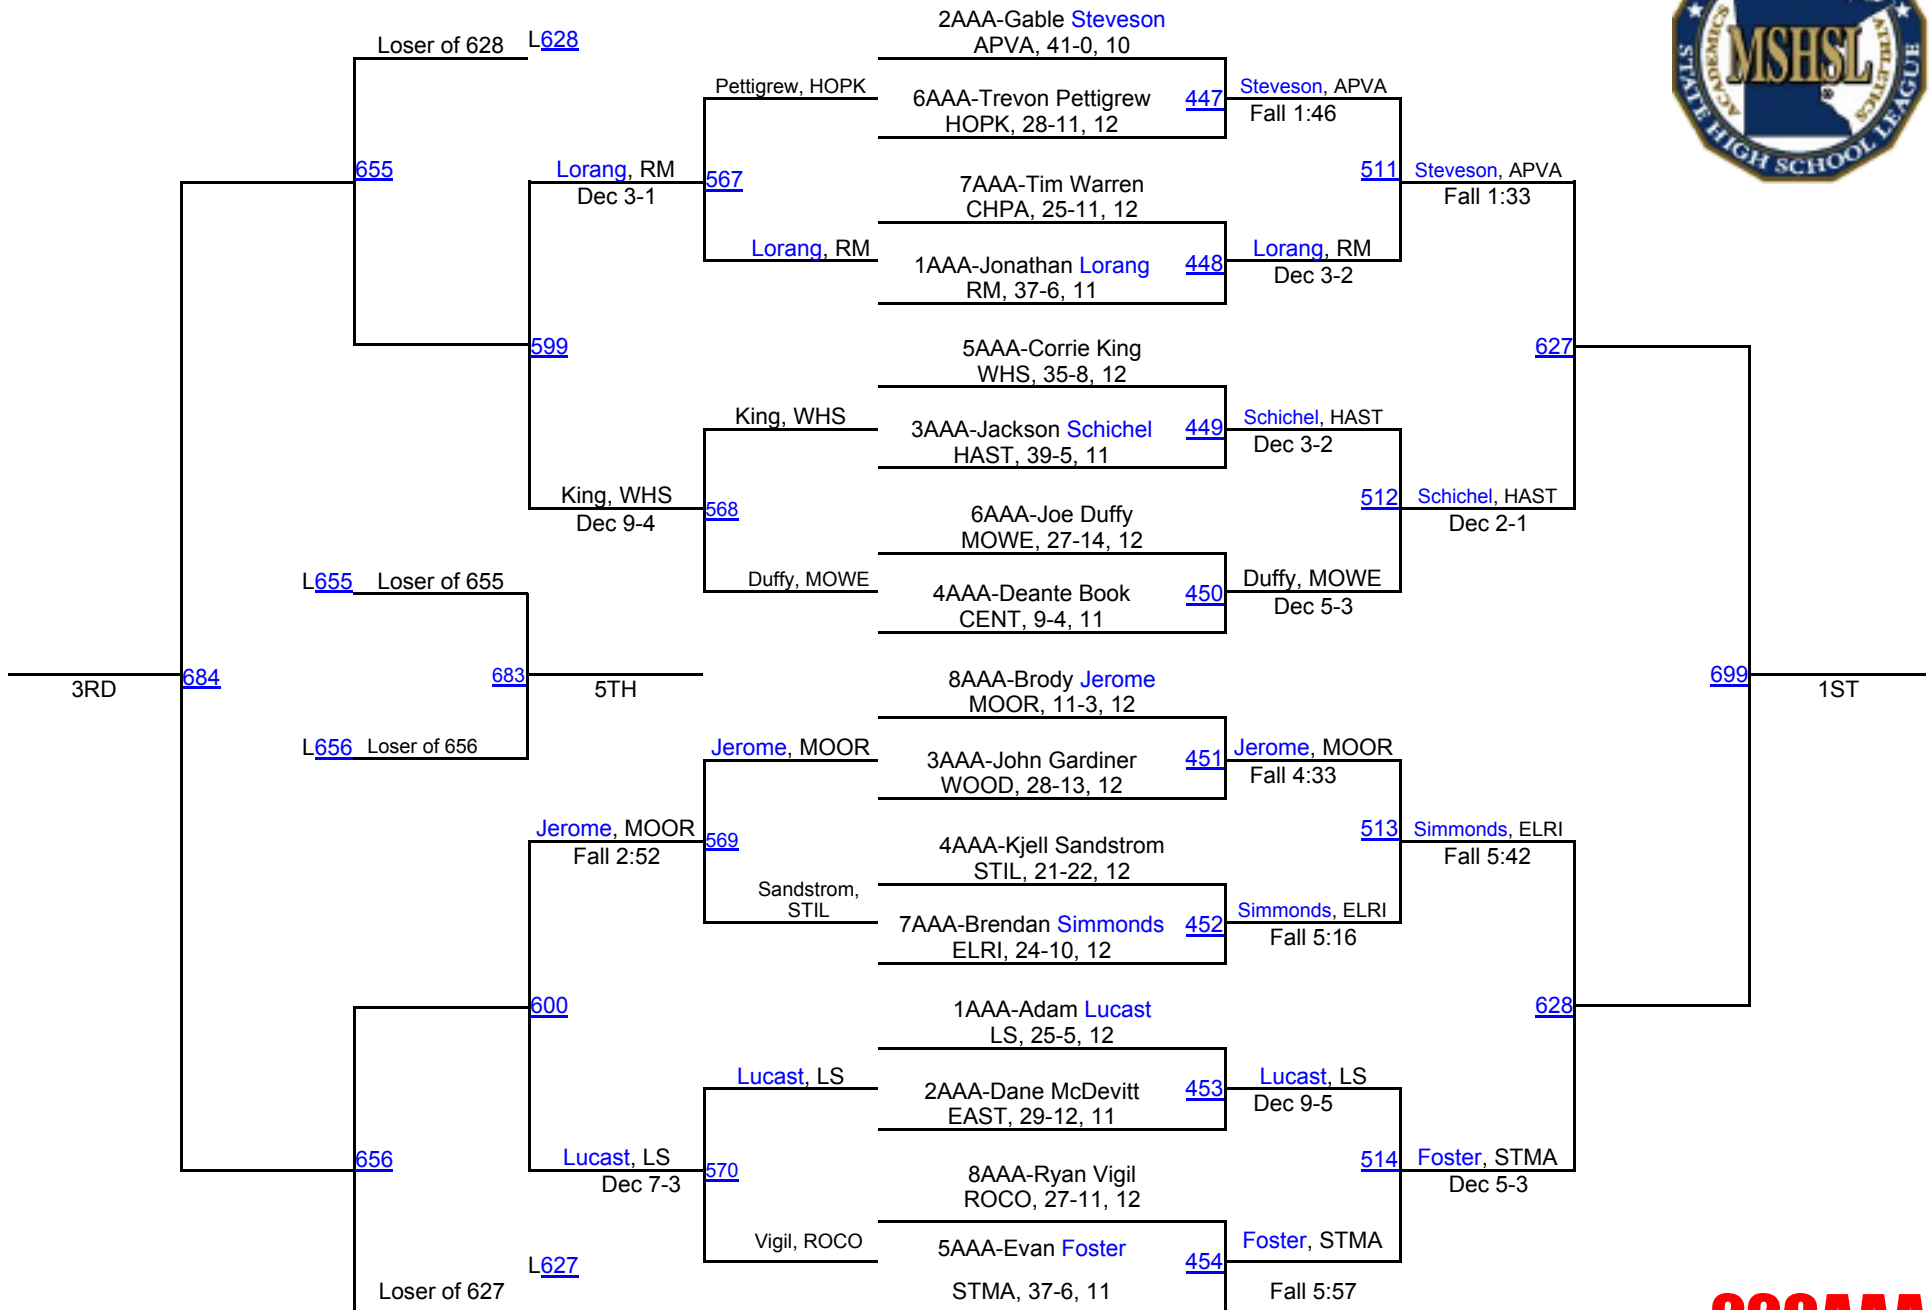 2AAA-Gable Steveson
APVA, 41-0, 10
Loser of 628 L628
Pettigrew, HOPK
6AAA-Trevon Pettigrew
HOPK, 28-11, 12
447
Steveson, APVA
Fall 1:46
ACADEMICS
ATHLETICS
MSHSL
®
STATE HIGH SCHOOL LEAGUE
655
Lorang, RM
Dec 3-1
567
7AAA-Tim Warren
CHPA, 25-11, 12
511
Steveson, APVA
Fall 1:33
Lorang, RM
1AAA-Jonathan Lorang
RM, 37-6, 11
448
Lorang, RM
Dec 3-2
599
5AAA-Corrie King
WHS, 35-8, 12
627
King, WHS
3AAA-Jackson Schichel
HAST, 39-5, 11
449
Schichel, HAST
Dec 3-2
King, WHS
Dec 9-4
568
6AAA-Joe Duffy
MOWE, 27-14, 12
512
Schichel, HAST
Dec 2-1
L655 Loser of 655
Duffy, MOWE
4AAA-Deante Book
CENT, 9-4, 11
450
Duffy, MOWE
Dec 5-3
3RD
684
683
5TH
8AAA-Brody Jerome
MOOR, 11-3, 12
699
1ST
L656 Loser of 656
Jerome, MOOR
3AAA-John Gardiner
WOOD, 28-13, 12
451
Jerome, MOOR
Fall 4:33
Jerome, MOOR
Fall 2:52
569
4AAA-Kjell Sandstrom
STIL, 21-22, 12
513
Simmonds, ELRI
Fall 5:42
Sandstrom,
STIL
7AAA-Brendan Simmonds
ELRI, 24-10, 12
452
Simmonds, ELRI
Fall 5:16
600
1AAA-Adam Lucast
LS, 25-5, 12
628
Lucast, LS
2AAA-Dane McDevitt
EAST, 29-12, 11
453
Lucast, LS
Dec 9-5
656
Lucast, LS
Dec 7-3
570
8AAA-Ryan Vigil
ROCO, 27-11, 12
514
Foster, STMA
Dec 5-3
Vigil, ROCO
5AAA-Evan Foster
STMA, 37-6, 11
454
Foster, STMA
Fall 5:57
L627
Loser of 627